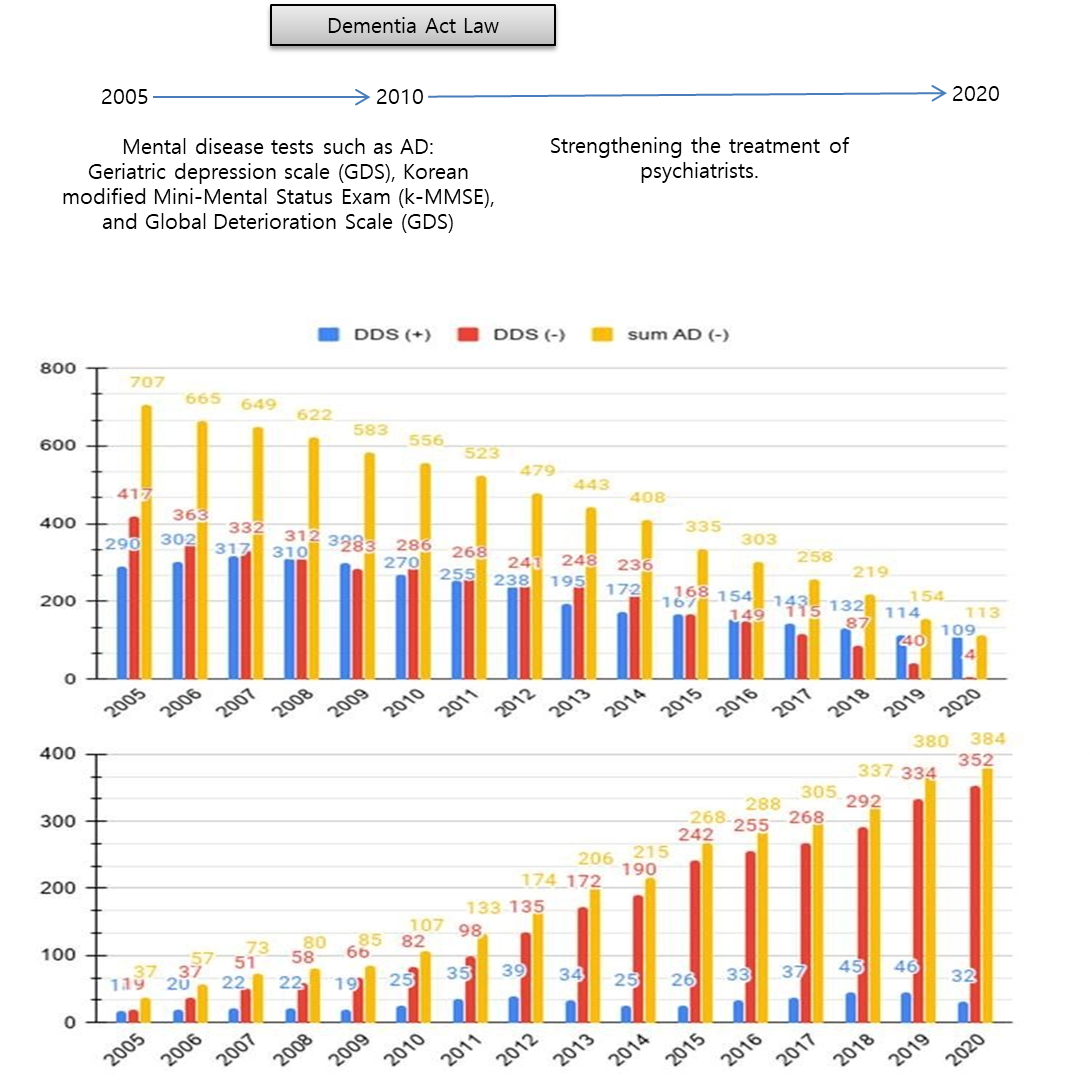 Dementia Act Law
2005
2010
2020
Mental disease tests such as AD:
Geriatric depression scale (GDS), Korean
modified Mini-Mental Status Exam (k-MMSE),
and Global Deterioration Scale (GDS)
Strengthening the treatment of
psychiatrists.
DDS (+) DDS (-) sum AD (-)
800
600
400
200
0
707 665 649 622 583 556 523 479 443 408 335 303 258 219 154 113
417 363 332 312 283 286 268 241 248 236 168 149 115 87 40 4
290 302 317 310 270 255 238 195 172 167 154 143 132 114 109
2005 2006 2007 2008 2009 2010 2011 2012 2013 2014 2015 2016 2017 2018 2019 2020
400
300
200
100
0
37 57 73 80 85 107 133 174 206 215 268 288 305 337 380 384
19 37 51 58 66 82 98 135 172 190 242 255 268 292 334 352
20 22 22 19 25 35 39 34 25 26 33 37 45 46 32
2005 2006 2007 2008 2009 2010 2011 2012 2013 2014 2015 2016 2017 2018 2019 2020